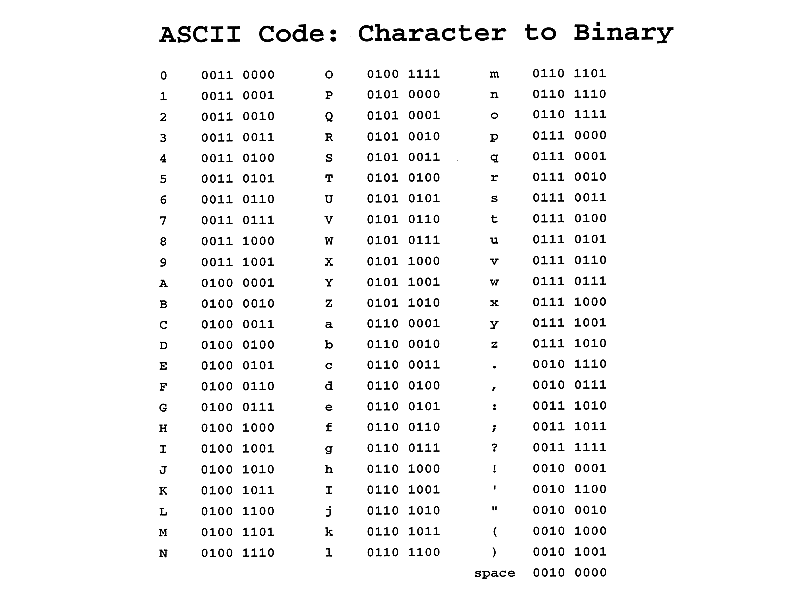 ASCII Code: Character to Binary
0 0011 0000 O 0100 1111 m 0110 1101
1 0011 0001 P 0101 0000 n 0110 1110
2 0011 0010 Q 0101 0001 o 0110 1111
3 0011 0011 R 0101 0010 p 0111 0000
4 0011 0100 S 0101 0011 q 0111 0001
5 0011 0101 T 0101 0100 r 0111 0010
6 0011 0110 U 0101 0101 s 0111 0011
7 0011 0111 V 0101 0110 t 0111 0100
8 0011 1000 W 0101 0111 u 0111 0101
9 0011 1001 X 0101 1000 v 0111 0110
A 0100 0001 Y 0101 1001 w 0111 0111
B 0100 0010 Z 0101 1010 x 0111 1000
C 0100 0011 a 0110 0001 y 0111 1001
D 0100 0100 b 0110 0010 z 0111 1010
E 0100 0101 c 0110 0011 . 0010 1110
F 0100 0110 d 0110 0100 , 0010 0111
G 0100 0111 e 0110 0101 : 0011 1010
H 0100 1000 f 0110 0110 ; 0011 1011
I 0100 1001 g 0110 0111 ? 0011 1111
J 0100 1010 h 0110 1000 ! 0010 0001
K 0100 1011 I 0110 1001 ' 0010 1100
L 0100 1100 j 0110 1010 " 0010 0010
M 0100 1101 k 0110 1011 ( 0010 1000
N 0100 1110 l 0110 1100 ) 0010 1001
space 0010 0000